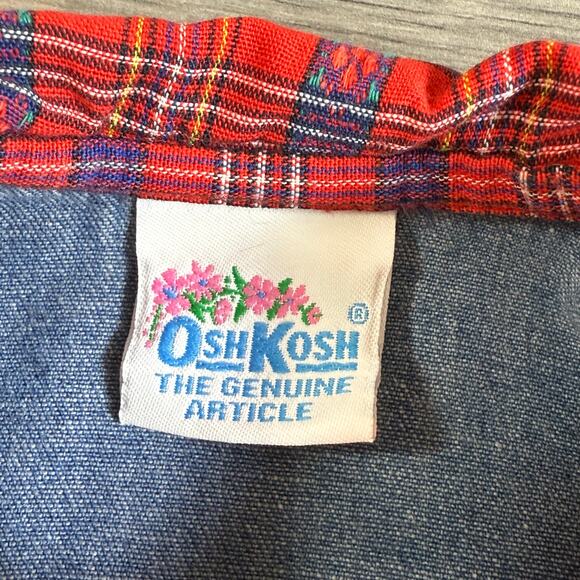 OSHKOSH ®
THE GENUINE
ARTICLE